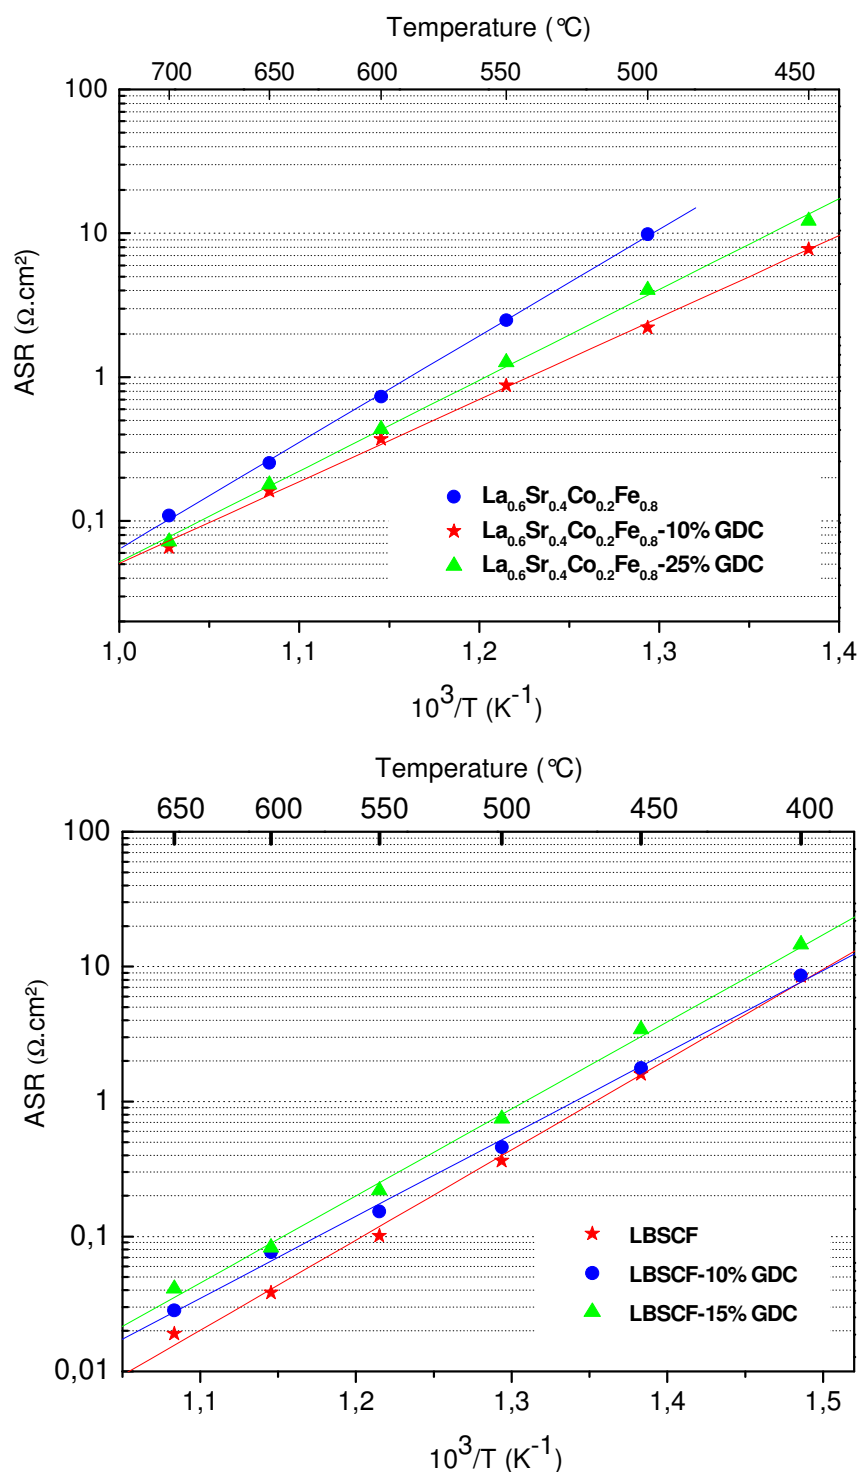 Temperature (°C)
700 650 600 550 500 450
100
10
1
0,1
ASR (Ω.cm²)
La0.6Sr0.4Co0.2Fe0.8
La0.6Sr0.4Co0.2Fe0.8-10% GDC
La0.6Sr0.4Co0.2Fe0.8-25% GDC
1,0 1,1 1,2 1,3 1,4
10^3/T (K^-1)
Temperature (°C)
650 600 550 500 450 400
100
10
1
0,1
0,01
ASR (Ω.cm²)
LBSCF
LBSCF-10% GDC
LBSCF-15% GDC
1,1 1,2 1,3 1,4 1,5
10^3/T (K^-1)